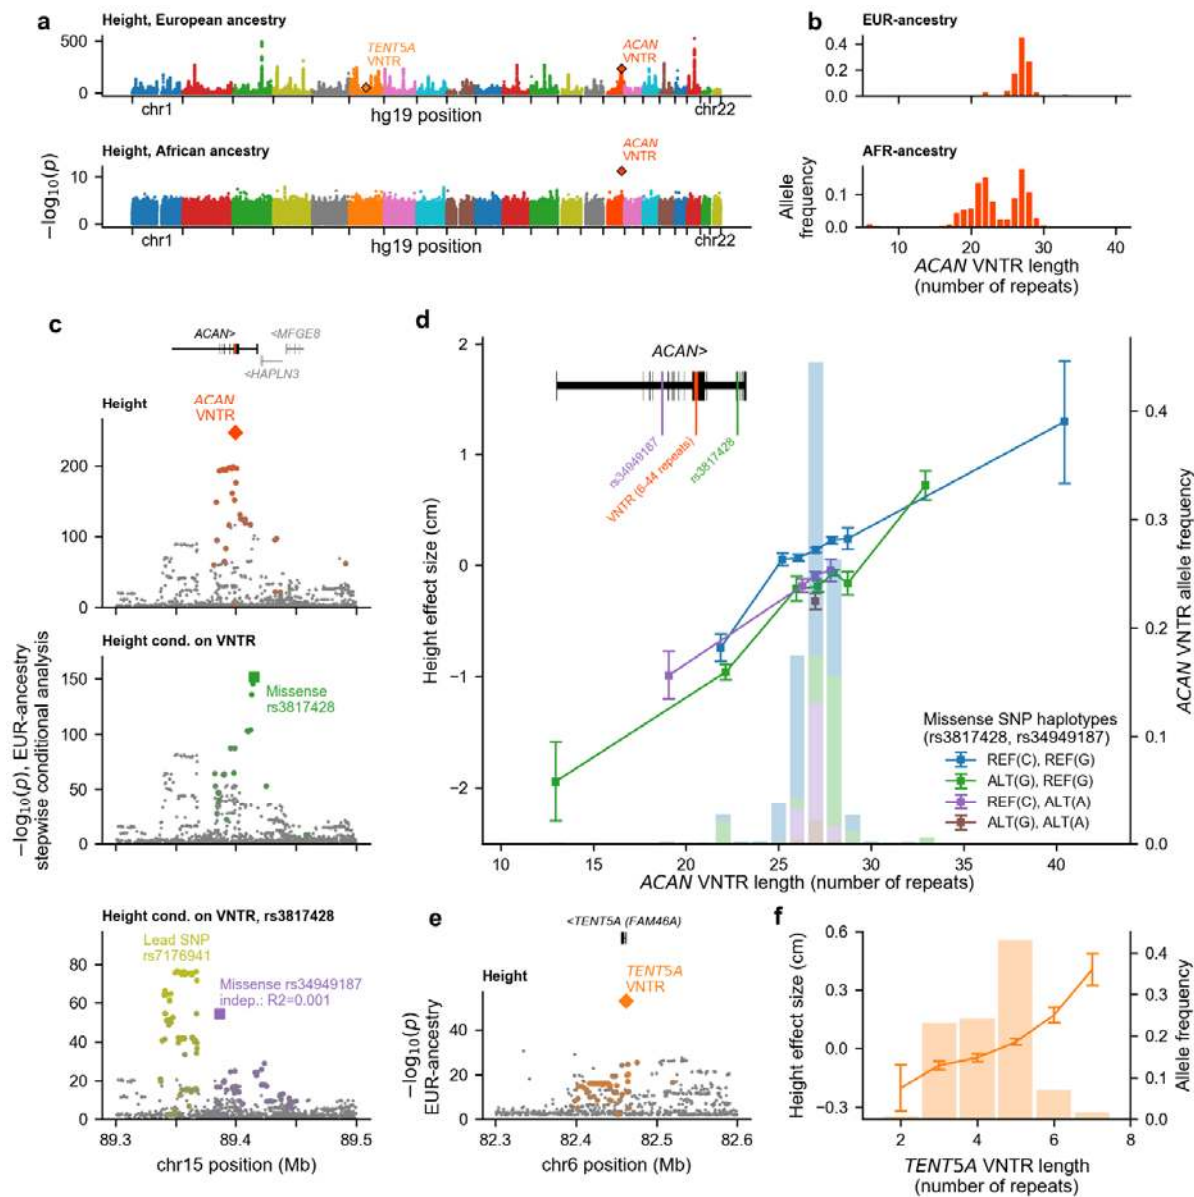 a
Height, European ancestry
500
0
TENT5A
VNTR
ACAN
VNTR
chr1
hg19 position
chr22
Height, African ancestry
−log10(p)
10
0
ACAN
VNTR
chr1
hg19 position
chr22
b
EUR-ancestry
0.4
0.2
0.0
AFR-ancestry
Allele
frequency
0.1
0.0
10 20 30 40
ACAN VNTR length
(number of repeats)
c
ACAN>
<MFGE8
<HAPLN3
Height
ACAN
VNTR
200
100
0
Height cond. on VNTR
150
100
50
0
Missense
rs3817428
−log10(p), EUR-ancestry
stepwise conditional analysis
Height cond. on VNTR, rs3817428
Lead SNP
rs7176941
Missense rs34949187
indep.: R2=0.001
80
60
40
20
0
89.3 89.4 89.5
chr15 position (Mb)
d
ACAN>
rs34949187
VNTR (6-44 repeats)
rs3817428
2
1
0
−1
−2
Height effect size (cm)
0.4
0.3
0.2
0.1
0.0
ACAN VNTR allele frequency
Missense SNP haplotypes
(rs3817428, rs34949187)
REF(C), REF(G)
ALT(G), REF(G)
REF(C), ALT(A)
ALT(G), ALT(A)
10 15 20 25 30 35 40
ACAN VNTR length (number of repeats)
e
<TENT5A (FAM46A)
Height
TENT5A
VNTR
−log10(p)
EUR-ancestry
40
20
0
82.3 82.4 82.5 82.6
chr6 position (Mb)
f
0.6
0.3
0.0
−0.3
Height effect size (cm)
0.4
0.3
0.2
0.1
0.0
Allele frequency
2 4 6 8
TENT5A VNTR length
(number of repeats)